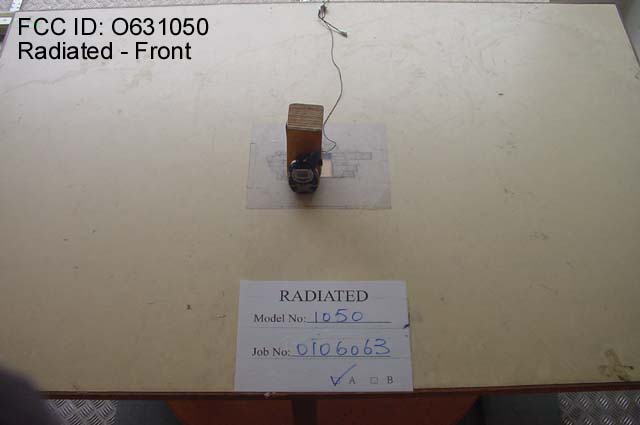 FCC ID: O631050
Radiated - Front
RADIATED
Model No: 1050
Job No: 0106063
✓ A □ B